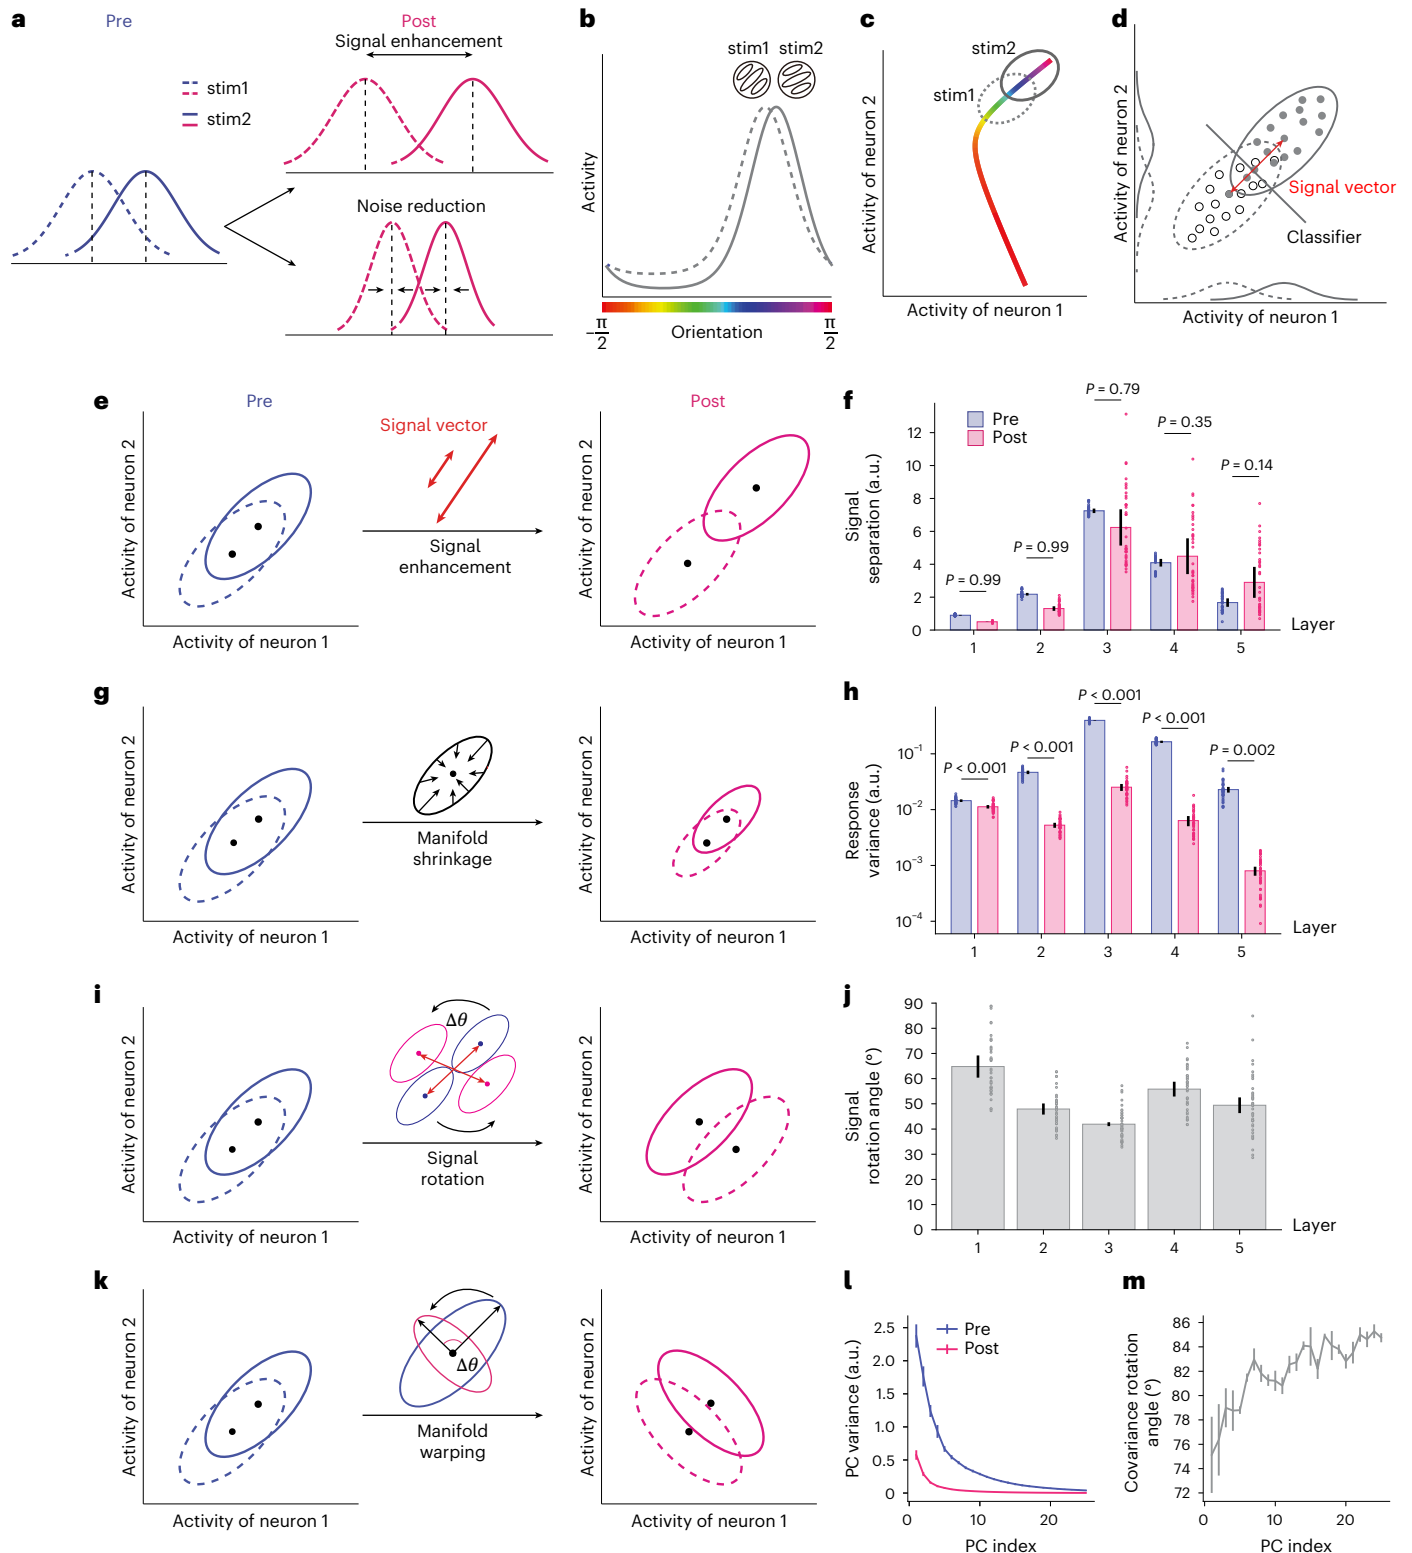 a
Pre
Post
Signal enhancement
stim1
stim2
Noise reduction
b
stim1
stim2
Activity
−π/2
Orientation
π/2
c
stim2
stim1
Activity of neuron 2
Activity of neuron 1
d
Activity of neuron 2
Signal vector
Classifier
Activity of neuron 1
e
Pre
Activity of neuron 2
Activity of neuron 1
Signal vector
Signal
enhancement
Post
Activity of neuron 2
Activity of neuron 1
f
Pre
Post
Signal
separation (a.u.)
12
10
8
6
4
2
0
P = 0.99
P = 0.99
P = 0.79
P = 0.35
P = 0.14
1
2
3
4
5
Layer
g
Activity of neuron 2
Activity of neuron 1
Manifold
shrinkage
Activity of neuron 2
Activity of neuron 1
h
Response
variance (a.u.)
10−1
10−2
10−3
10−4
P < 0.001
P < 0.001
P < 0.001
P < 0.001
P = 0.002
1
2
3
4
5
Layer
i
Activity of neuron 2
Activity of neuron 1
Δθ
Signal
rotation
Activity of neuron 2
Activity of neuron 1
j
Signal
rotation angle (°)
90
80
70
60
50
40
30
20
10
0
1
2
3
4
5
Layer
k
Activity of neuron 2
Activity of neuron 1
Δθ
Manifold
warping
Activity of neuron 2
Activity of neuron 1
l
PC variance (a.u.)
2.5
2.0
1.5
1.0
0.5
0
Pre
Post
0
10
20
PC index
m
Covariance rotation
angle (°)
86
84
82
80
78
76
74
72
0
10
20
PC index